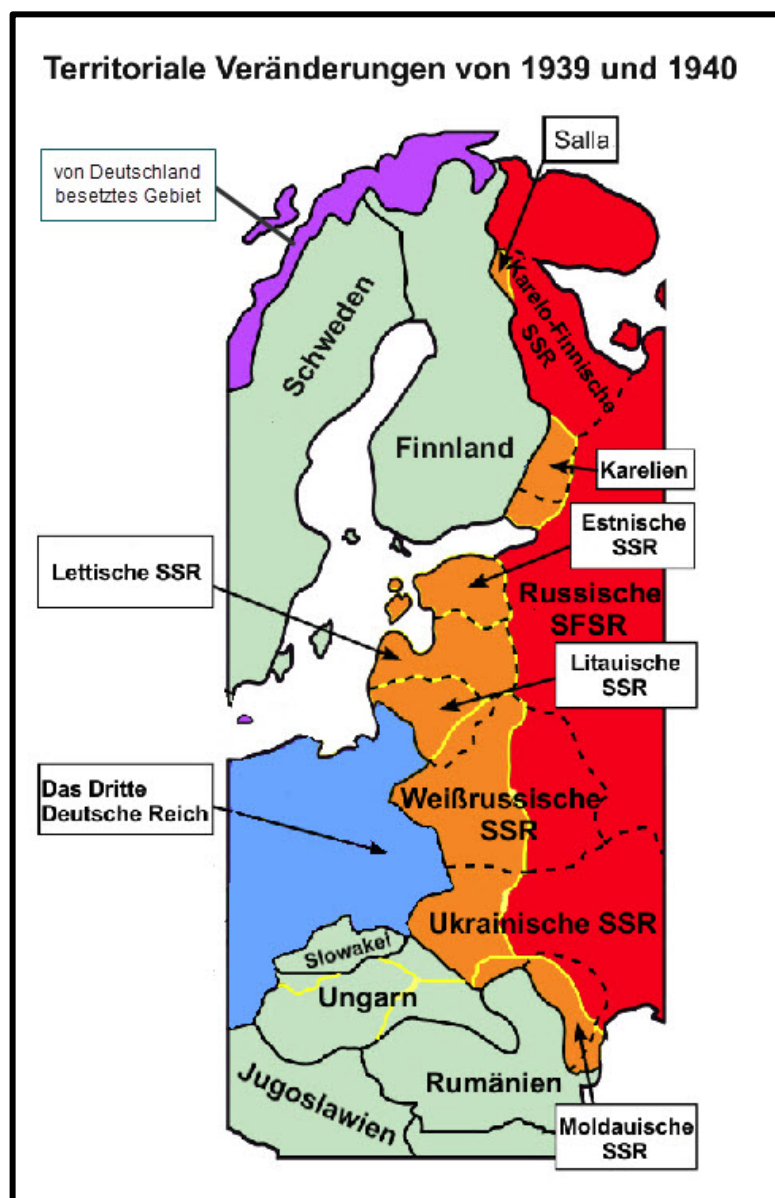 Territoriale Veränderungen von 1939 und 1940
Salla
von Deutschland
besetztes Gebiet
Karelo-Finnische
SSR
Schweden
Finnland
Karelien
Estnische
SSR
Lettische SSR
Russische
SFSR
Litauische
SSR
Das Dritte
Deutsche Reich
Weißrussische
SSR
Ukrainische SSR
Slowakei
Ungarn
Rumänien
Jugoslawien
Moldauische
SSR